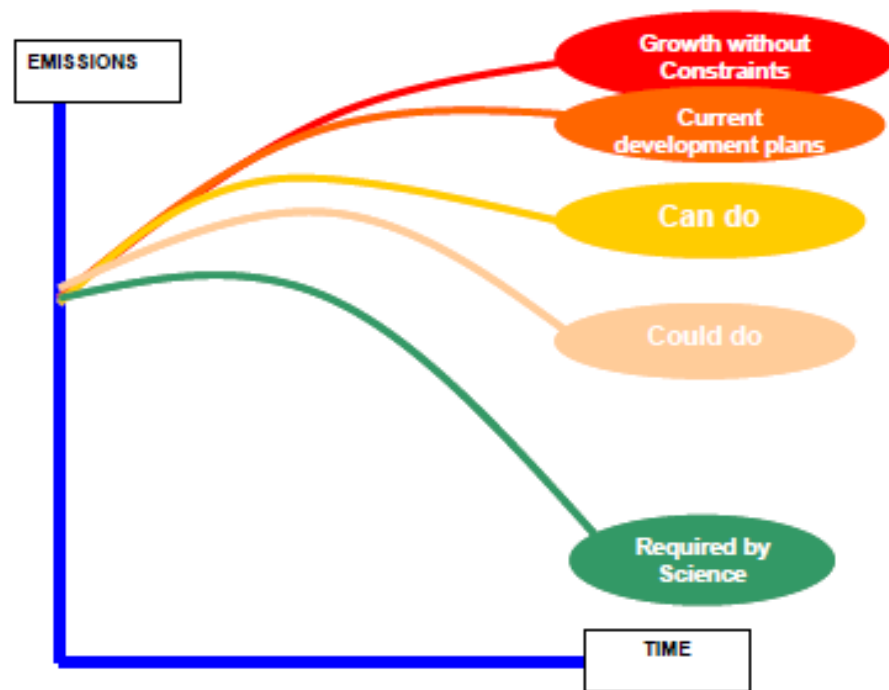 EMISSIONS
Growth without
Constraints
Current
development plans
Can do
Could do
Required by
Science
TIME